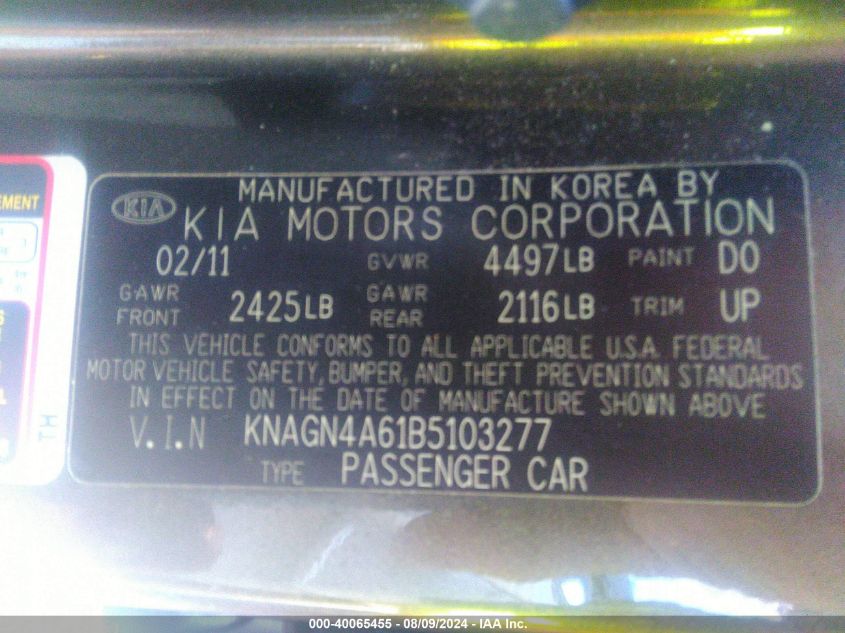 EMENT
KIA
MANUFACTURED IN KOREA BY
KIA MOTORS CORPORATION
02/11 GVWR 4497LB PAINT D0
GAWR FRONT 2425LB GAWR REAR 2116LB TRIM UP
THIS VEHICLE CONFORMS TO ALL APPLICABLE U.S.A. FEDERAL
MOTOR VEHICLE SAFETY, BUMPER, AND THEFT PREVENTION STANDARDS
IN EFFECT ON THE DATE OF MANUFACTURE SHOWN ABOVE
V.I.N KNAGN4A61B5103277
TYPE PASSENGER CAR
TH
000-40065455 - 08/09/2024 - IAA Inc.